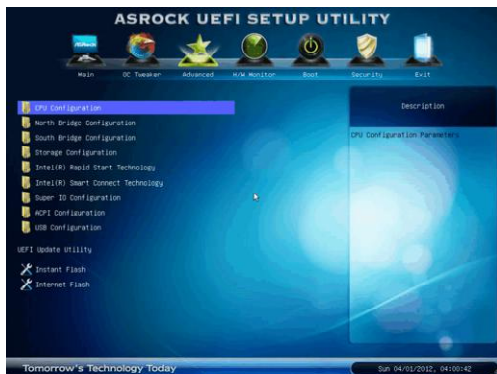 ASROCK UEFI SETUP UTILITY
ASRock
Main
OC Tweaker
Advanced
H/W Monitor
Boot
Security
Exit
CPU Configuration
North Bridge Configuration
South Bridge Configuration
Storage Configuration
Intel(R) Rapid Start Technology
Intel(R) Smart Connect Technology
Super IO Configuration
ACPI Configuration
USB Configuration
UEFI Update Utility
Instant Flash
Internet Flash
Description
CPU Configuration Parameters
Tomorrow's Technology Today
Sun 04/01/2012, 04:00:42